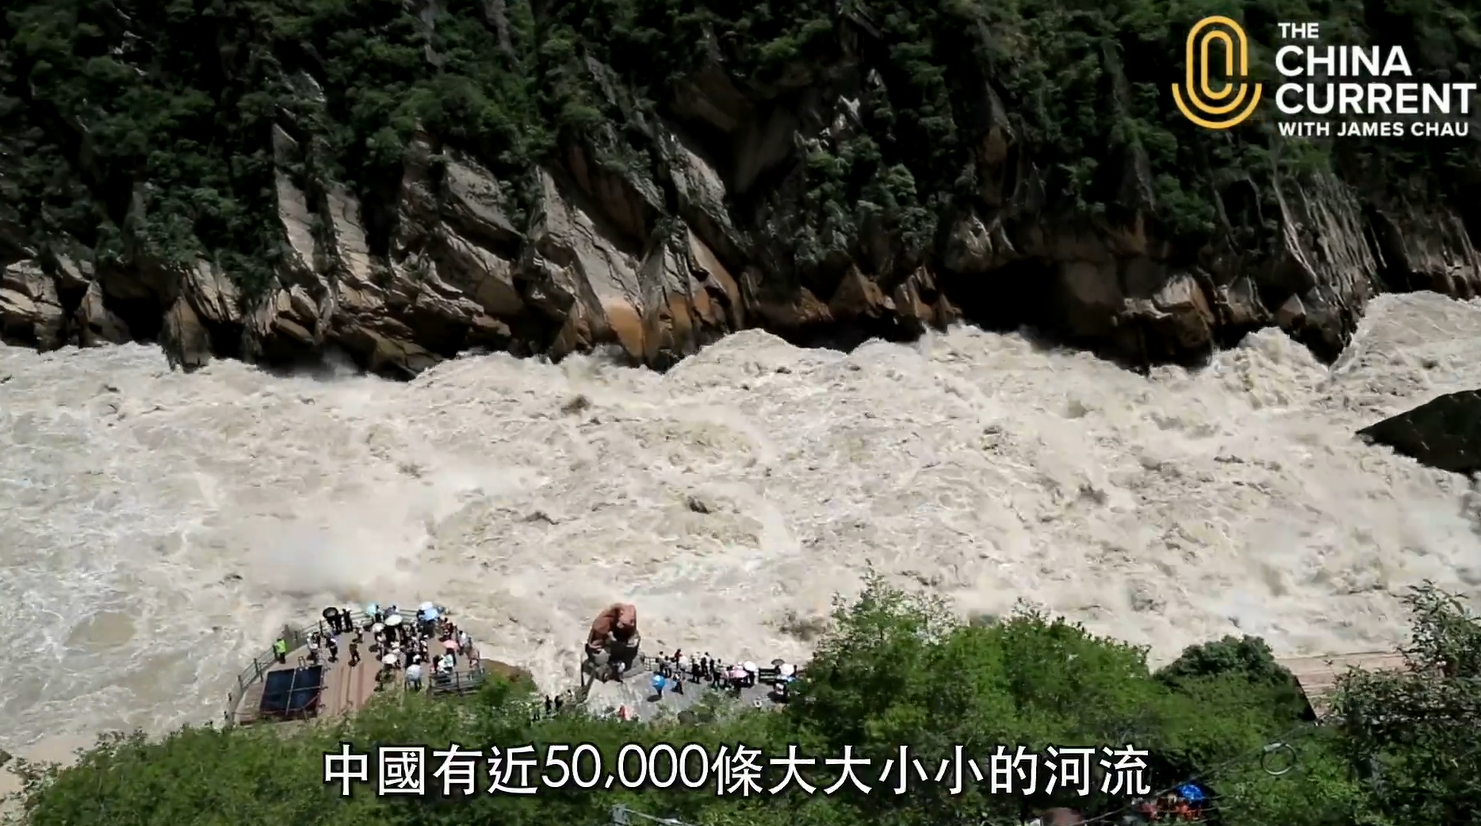 THE
CHINA
CURRENT
WITH JAMES CHAU
中國有近50,000條大大小小的河流